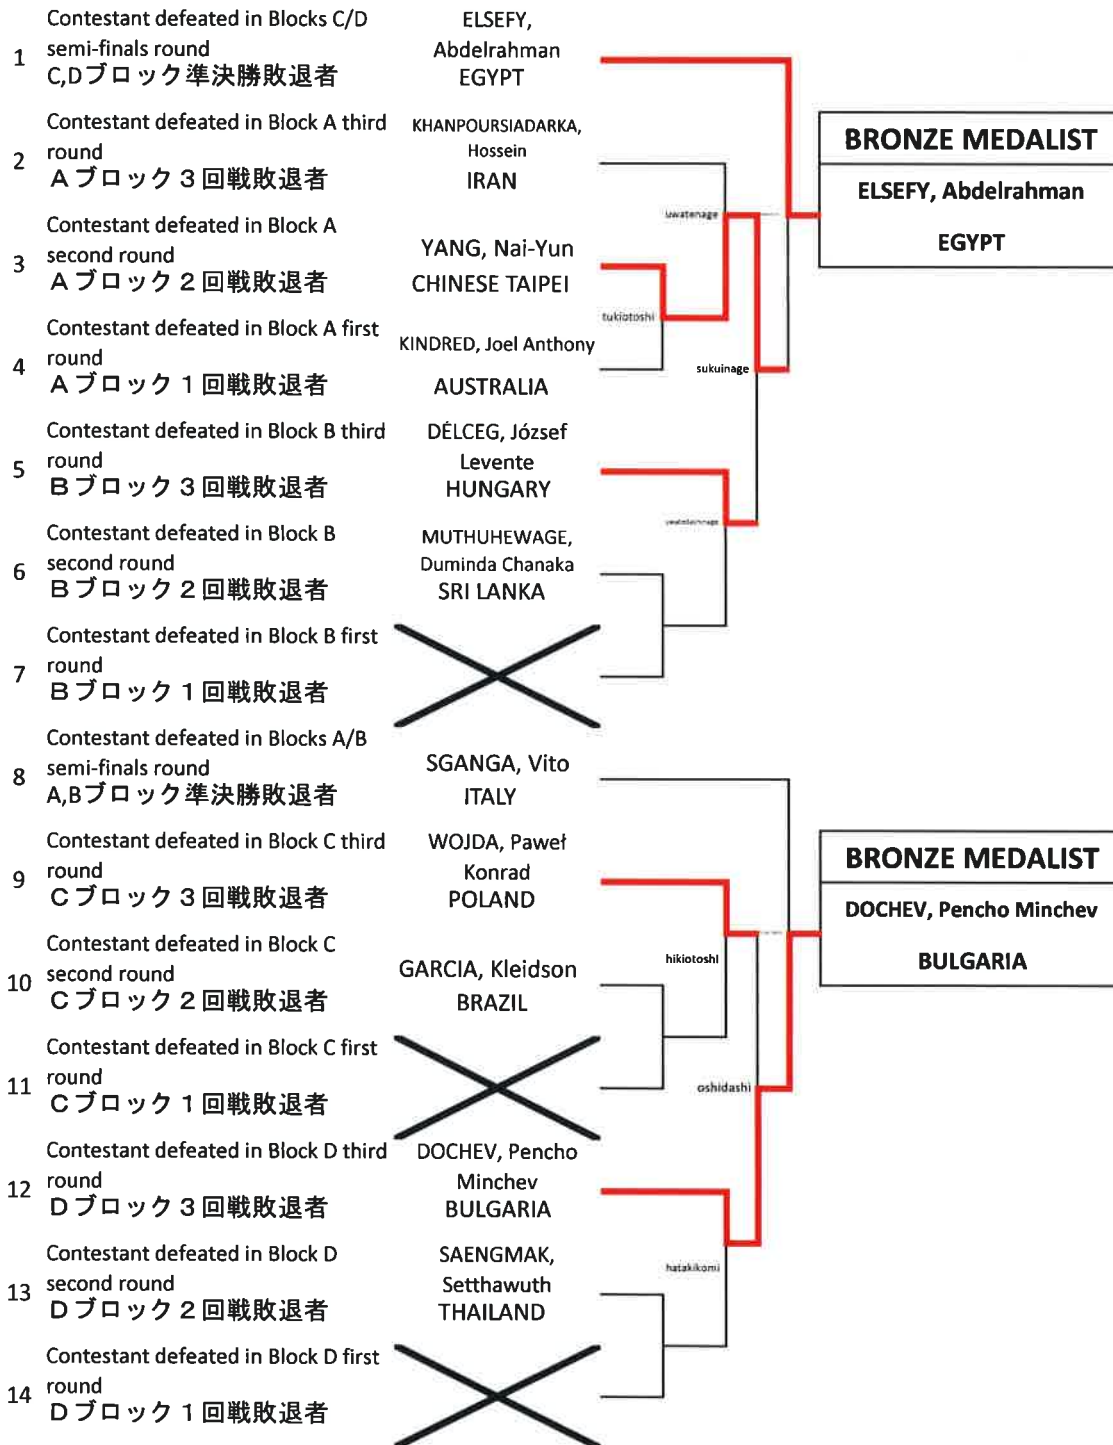 Contestant defeated in Blocks C/D
1 semi-finals round
C,Dブロック準決勝敗退者
ELSEFY,
Abdelrahman
EGYPT
Contestant defeated in Block A third
2 round
Aブロック3回戦敗退者
KHANPOURSIADARKA,
Hossein
IRAN
Contestant defeated in Block A
3 second round
Aブロック2回戦敗退者
YANG, Nai-Yun
CHINESE TAIPEI
Contestant defeated in Block A first
4 round
Aブロック1回戦敗退者
KINDRED, Joel Anthony
AUSTRALIA
Contestant defeated in Block B third
5 round
Bブロック3回戦敗退者
DÉLCEG, József
Levente
HUNGARY
Contestant defeated in Block B
6 second round
Bブロック2回戦敗退者
MUTHUHEWAGE,
Duminda Chanaka
SRI LANKA
Contestant defeated in Block B first
7 round
Bブロック1回戦敗退者
uwatenage
tukiotoshi
sukuinage
BRONZE MEDALIST
ELSEFY, Abdelrahman
EGYPT
Contestant defeated in Blocks A/B
8 semi-finals round
A,Bブロック準決勝敗退者
SGANGA, Vito
ITALY
Contestant defeated in Block C third
9 round
Cブロック3回戦敗退者
WOJDA, Paweł
Konrad
POLAND
Contestant defeated in Block C
10 second round
Cブロック2回戦敗退者
GARCIA, Kleidson
BRAZIL
Contestant defeated in Block C first
11 round
Cブロック1回戦敗退者
Contestant defeated in Block D third
12 round
Dブロック3回戦敗退者
DOCHEV, Pencho
Minchev
BULGARIA
Contestant defeated in Block D
13 second round
Dブロック2回戦敗退者
SAENGMAK,
Setthawuth
THAILAND
Contestant defeated in Block D first
14 round
Dブロック1回戦敗退者
hikiotoshi
oshidashi
hatakikomi
BRONZE MEDALIST
DOCHEV, Pencho Minchev
BULGARIA